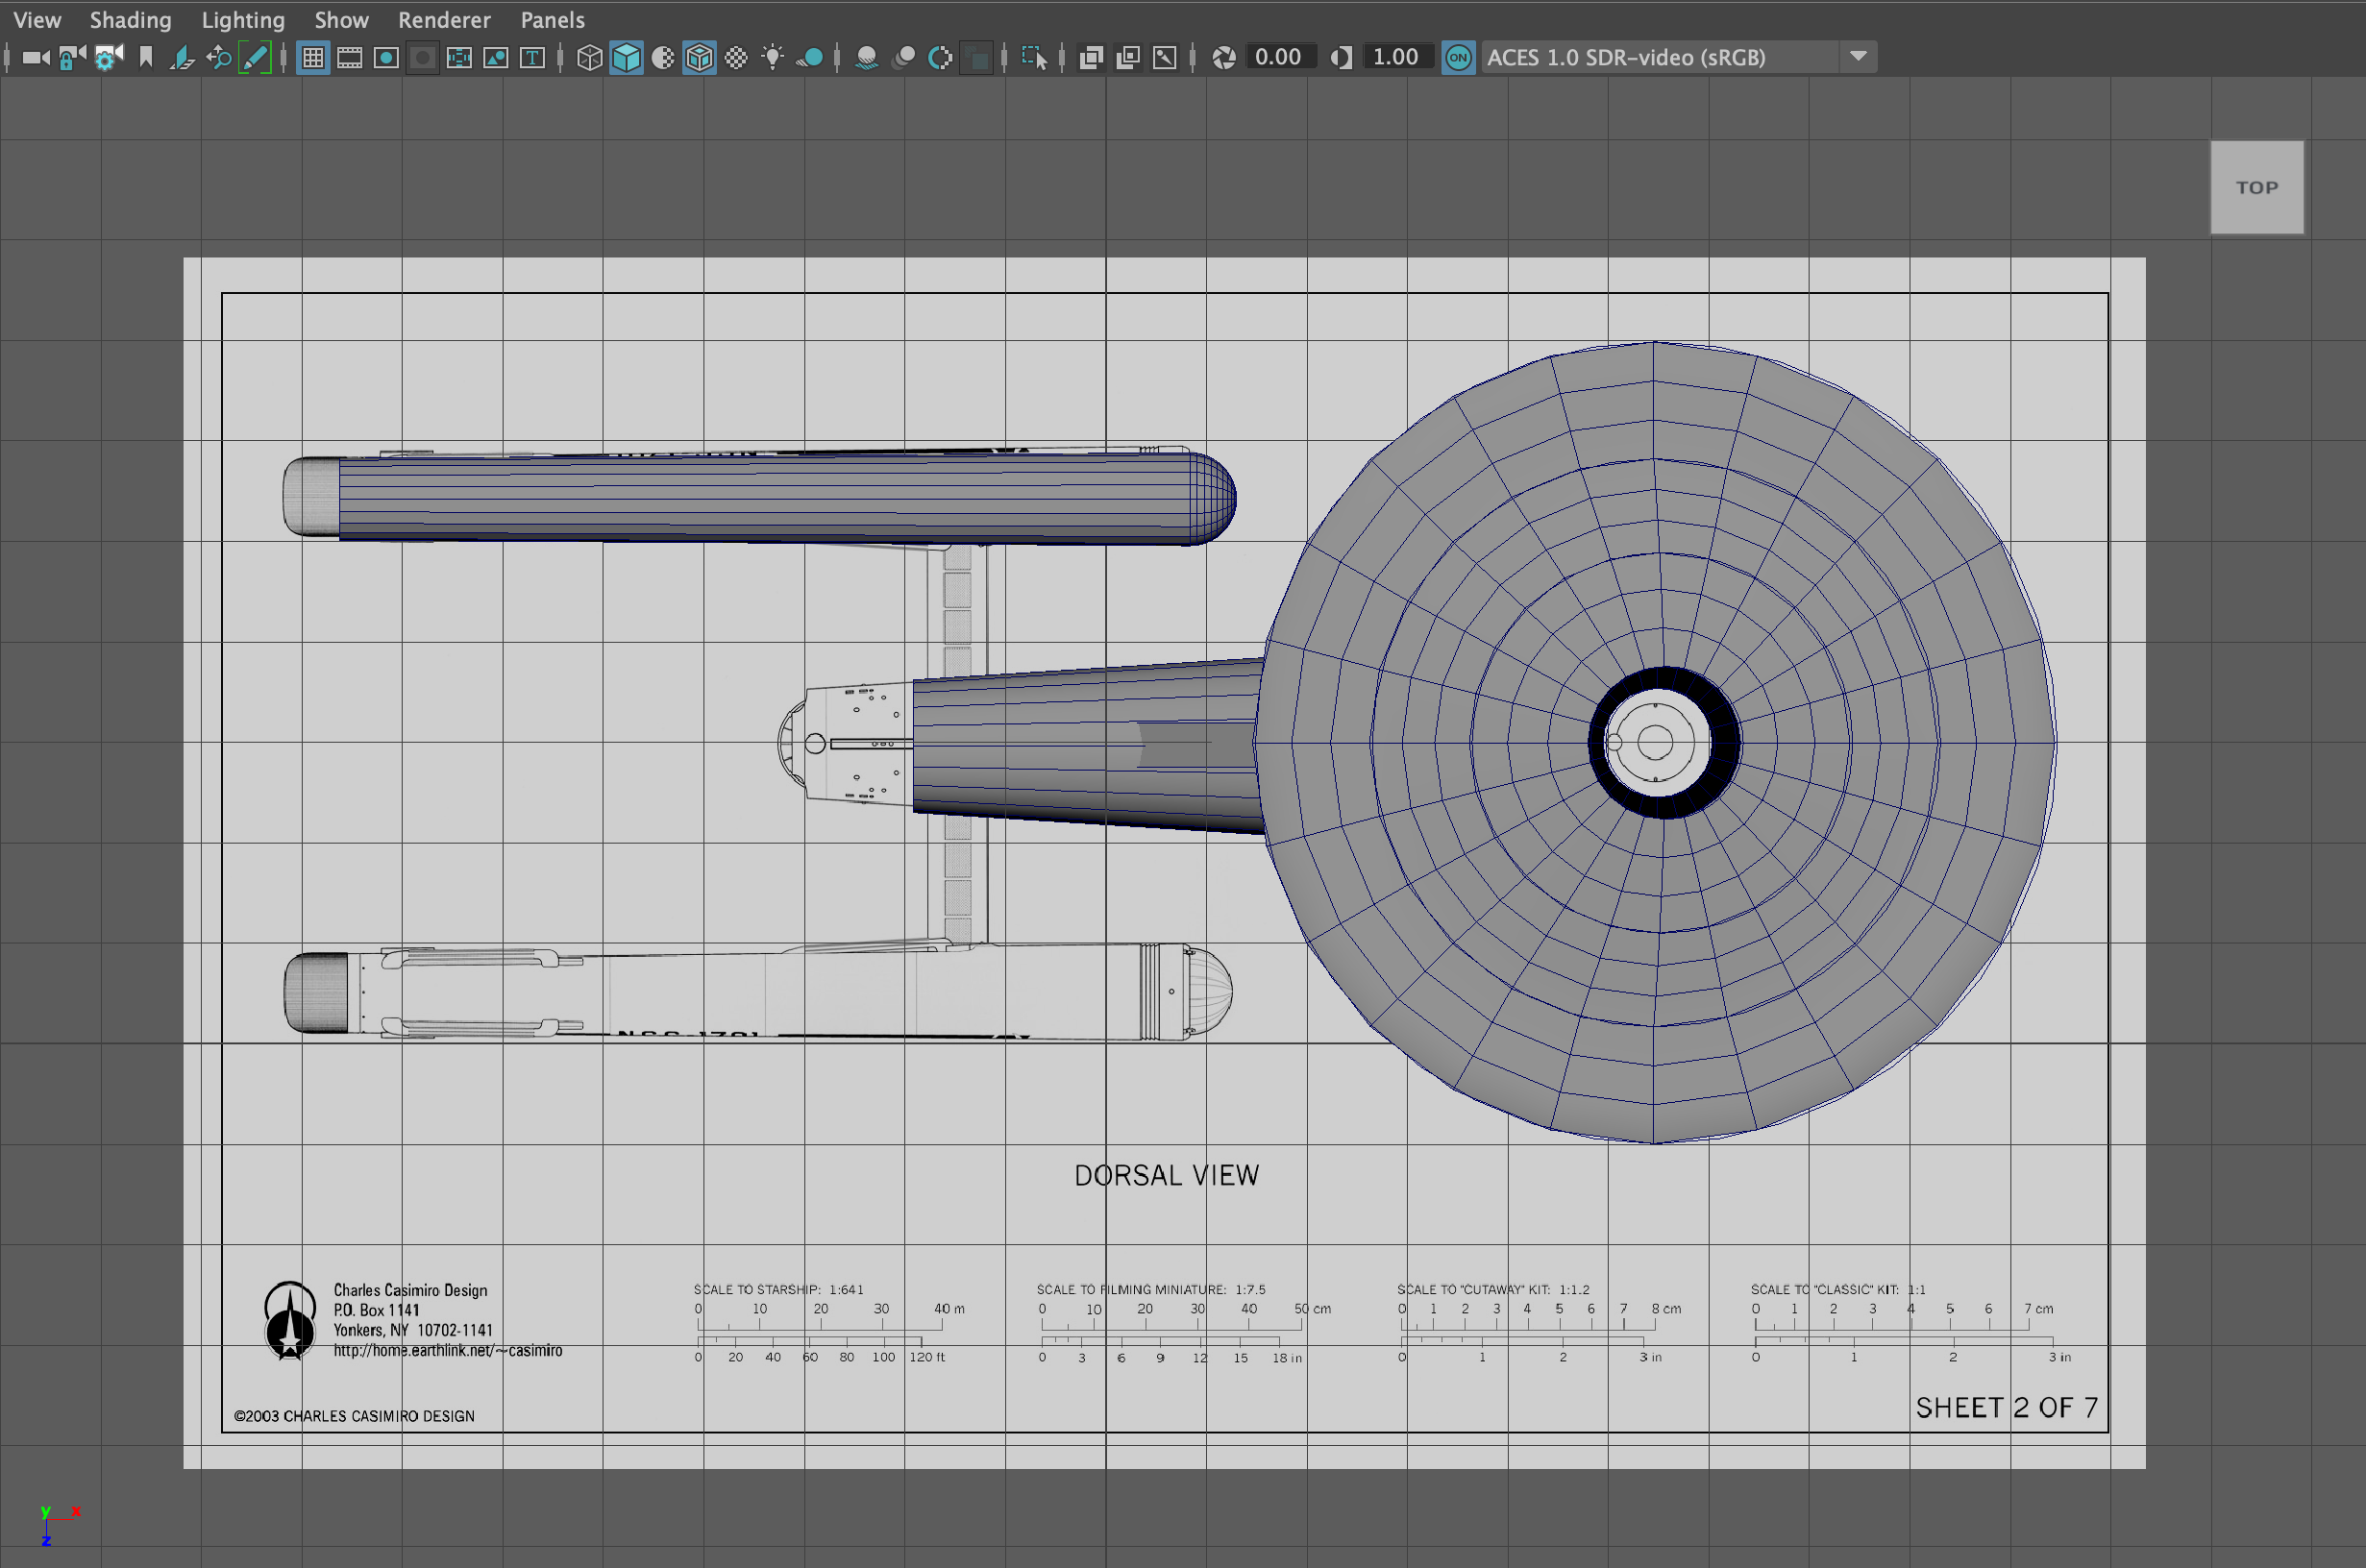 View Shading Lighting Show Renderer Panels
T 0.00 1.00 ON ACES 1.0 SDR-video (sRGB)
TOP
NCC-1701
DORSAL VIEW
Charles Casimiro Design
P.O. Box 1141
Yonkers, NY 10702-1141
http://home.earthlink.net/~casimiro
SCALE TO STARSHIP: 1:641
0 10 20 30 40 m
0 20 40 60 80 100 120 ft
SCALE TO FILMING MINIATURE: 1:7.5
0 10 20 30 40 50 cm
0 3 6 9 12 15 18 in
SCALE TO "CUTAWAY" KIT: 1:1.2
0 1 2 3 4 5 6 7 8 cm
0 1 2 3 in
SCALE TO "CLASSIC" KIT: 1:1
0 1 2 3 4 5 6 7 cm
0 1 2 3 in
©2003 CHARLES CASIMIRO DESIGN
SHEET 2 OF 7
y x
z